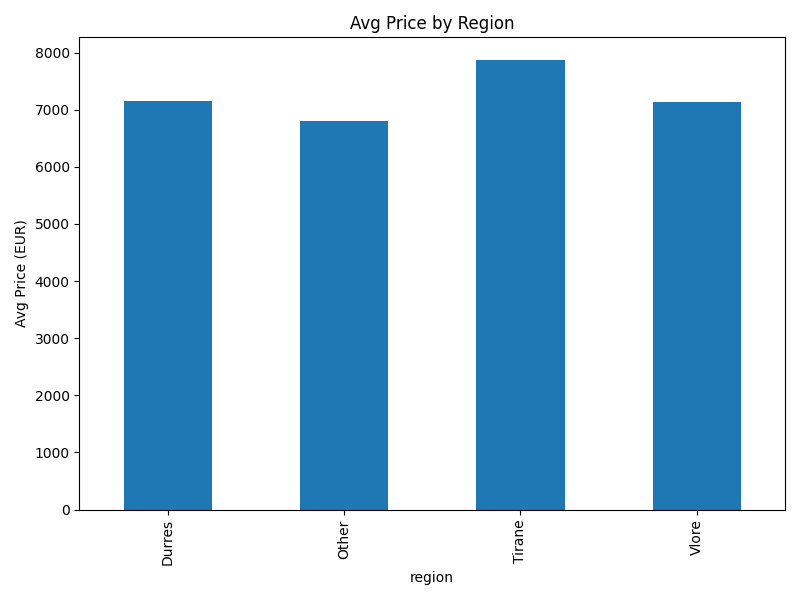 Avg Price by Region
Avg Price (EUR)
8000
7000
6000
5000
4000
3000
2000
1000
0
Durres
Other
Tirane
Vlore
region